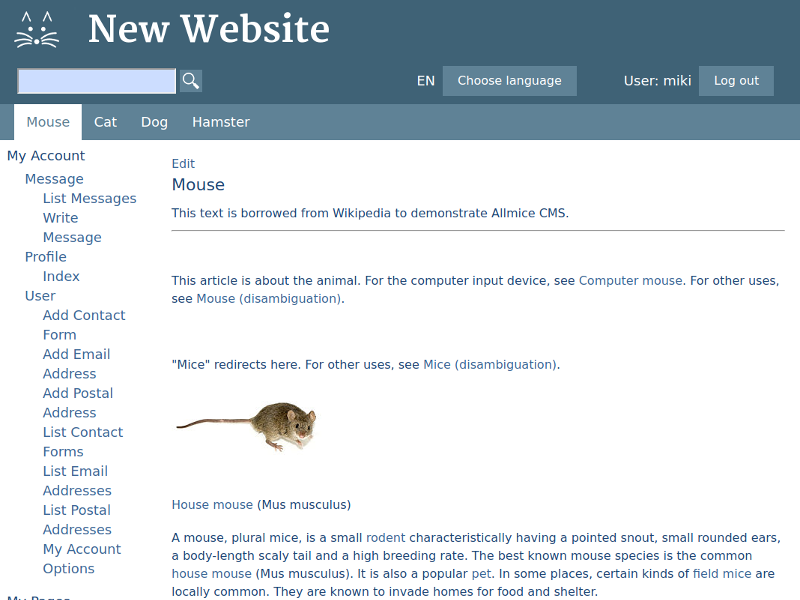 New Website
EN Choose language User: miki Log out
Mouse Cat Dog Hamster
My Account
Message
List Messages
Write
Message
Profile
Index
User
Add Contact
Form
Add Email
Address
Add Postal
Address
List Contact
Forms
List Email
Addresses
List Postal
Addresses
My Account
Options
My Pages
Edit
Mouse
This text is borrowed from Wikipedia to demonstrate Allmice CMS.
This article is about the animal. For the computer input device, see Computer mouse. For other uses,
see Mouse (disambiguation).
"Mice" redirects here. For other uses, see Mice (disambiguation).
House mouse (Mus musculus)
A mouse, plural mice, is a small rodent characteristically having a pointed snout, small rounded ears,
a body-length scaly tail and a high breeding rate. The best known mouse species is the common
house mouse (Mus musculus). It is also a popular pet. In some places, certain kinds of field mice are
locally common. They are known to invade homes for food and shelter.